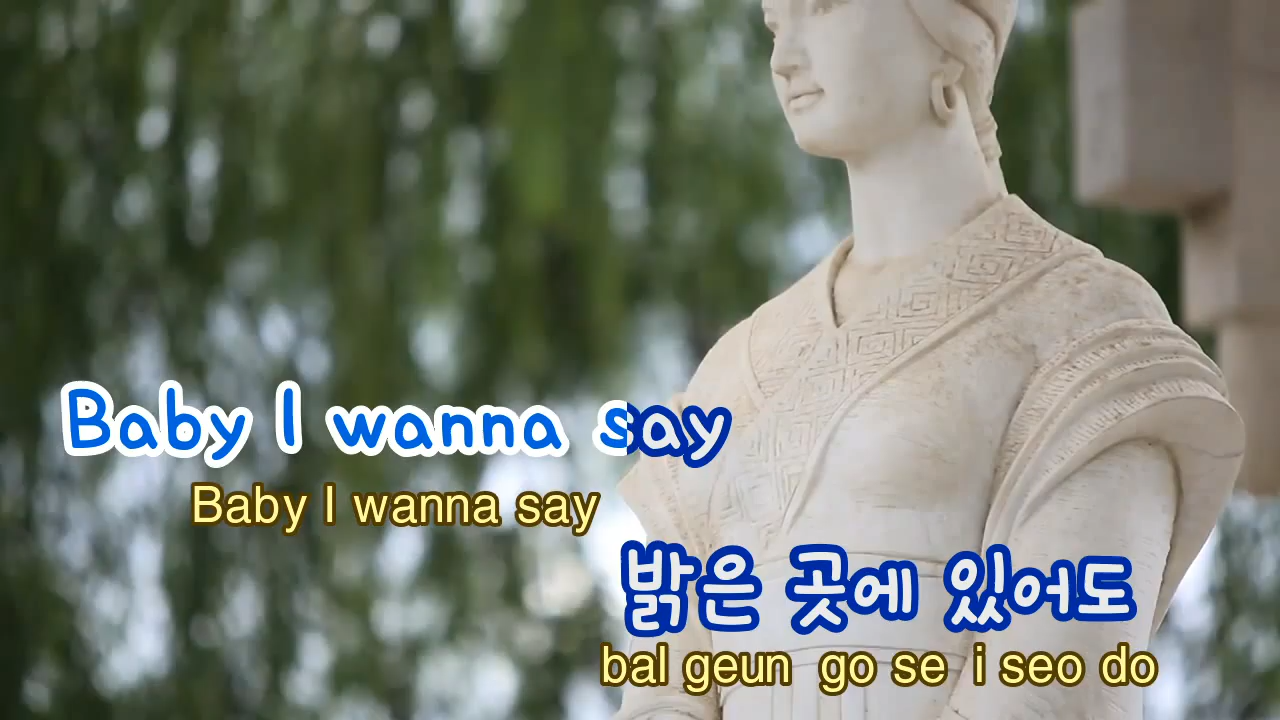 Baby I wanna say
Baby I wanna say
밝은 곳에 있어도
bal geun go se i seo do